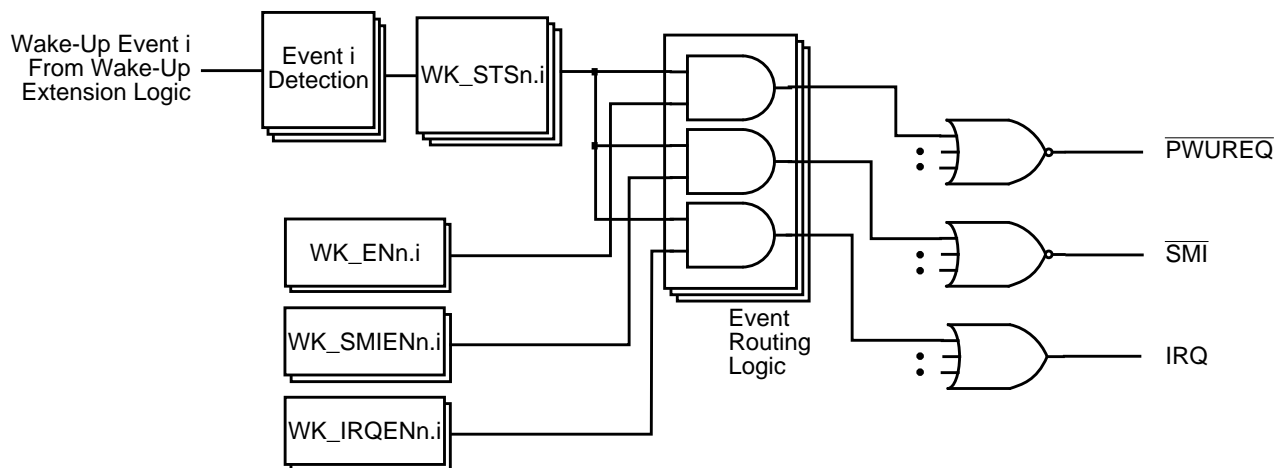 Wake-Up Event i
From Wake-Up
Extension Logic
Event i
Detection
WK_STSn.i
WK_ENn.i
WK_SMIENn.i
WK_IRQENn.i
Event
Routing
Logic
PWUREQ
SMI
IRQ